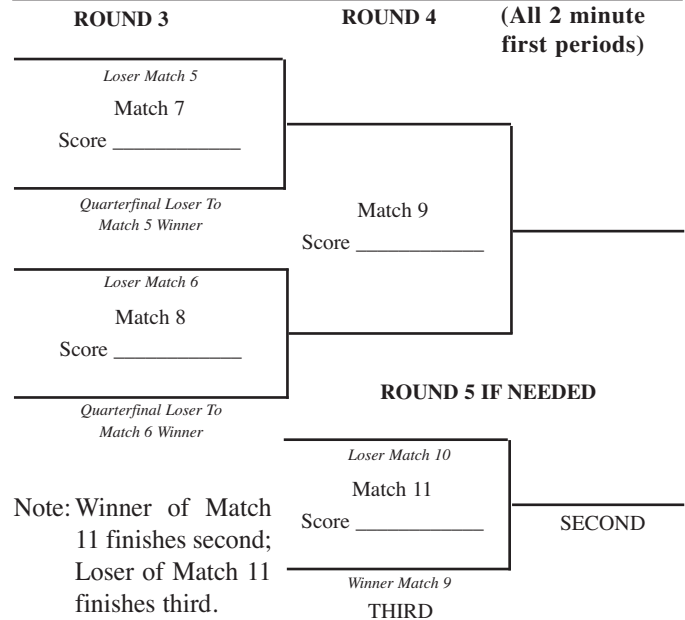 ROUND 3
ROUND 4
(All 2 minute
first periods)
Loser Match 5
Match 7
Score ____________
Quarterfinal Loser To
Match 5 Winner
Match 9
Score ____________
Loser Match 6
Match 8
Score ____________
Quarterfinal Loser To
Match 6 Winner
ROUND 5 IF NEEDED
Loser Match 10
Match 11
Score ____________
SECOND
Winner Match 9
THIRD
Note: Winner of Match
11 finishes second;
Loser of Match 11
finishes third.